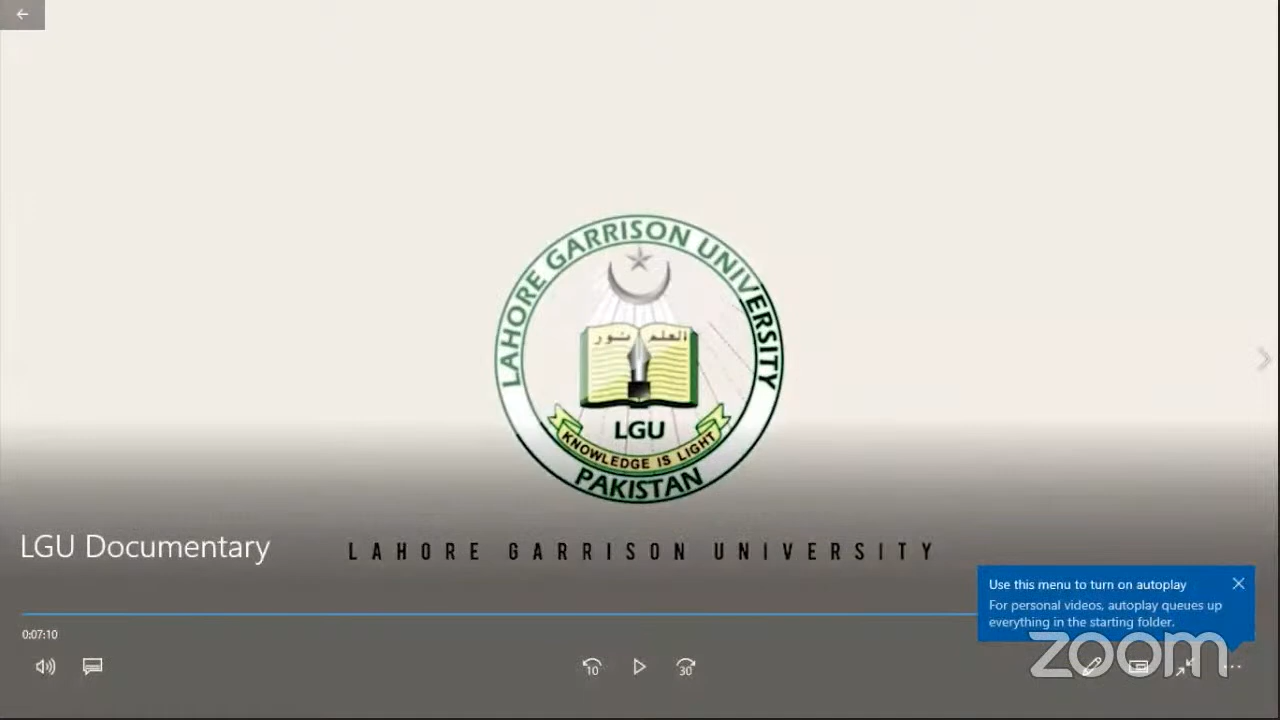 LAHORE GARRISON UNIVERSITY
العلم نور
LGU
KNOWLEDGE IS LIGHT
PAKISTAN
LGU Documentary
LAHORE GARRISON UNIVERSITY
Use this menu to turn on autoplay
For personal videos, autoplay queues up
everything in the starting folder.
0:07:10
zoom
10
30